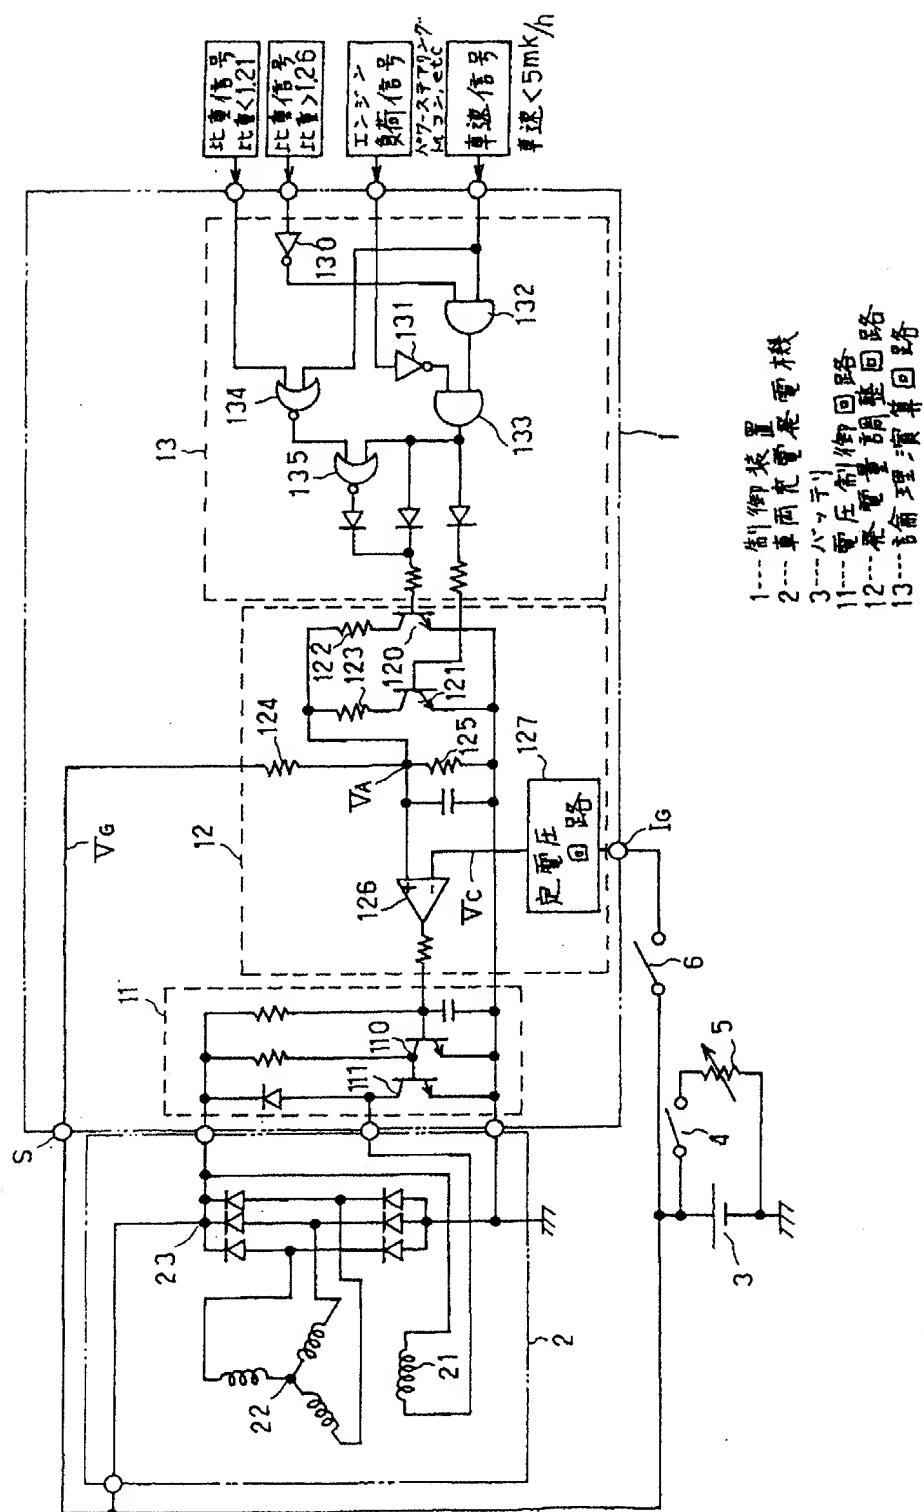 比重信号
比重<1.21
比重信号
比重>1.26
エンジン
負荷信号
パワーステアリング
エアコン,etc
車速信号
車速<5mk/h
130
131
132
133
134
135
13
1
122
123
120
121
124
125
127
定電圧
回路
VA
VG
VC
IG
12
126
11
110
111
S
23
22
21
2
3
4
5
6
1----制御装置
2----車両充電発電機
3----バッテリ
11----電圧制御回路
12----発電量調整回路
13----論理演算回路